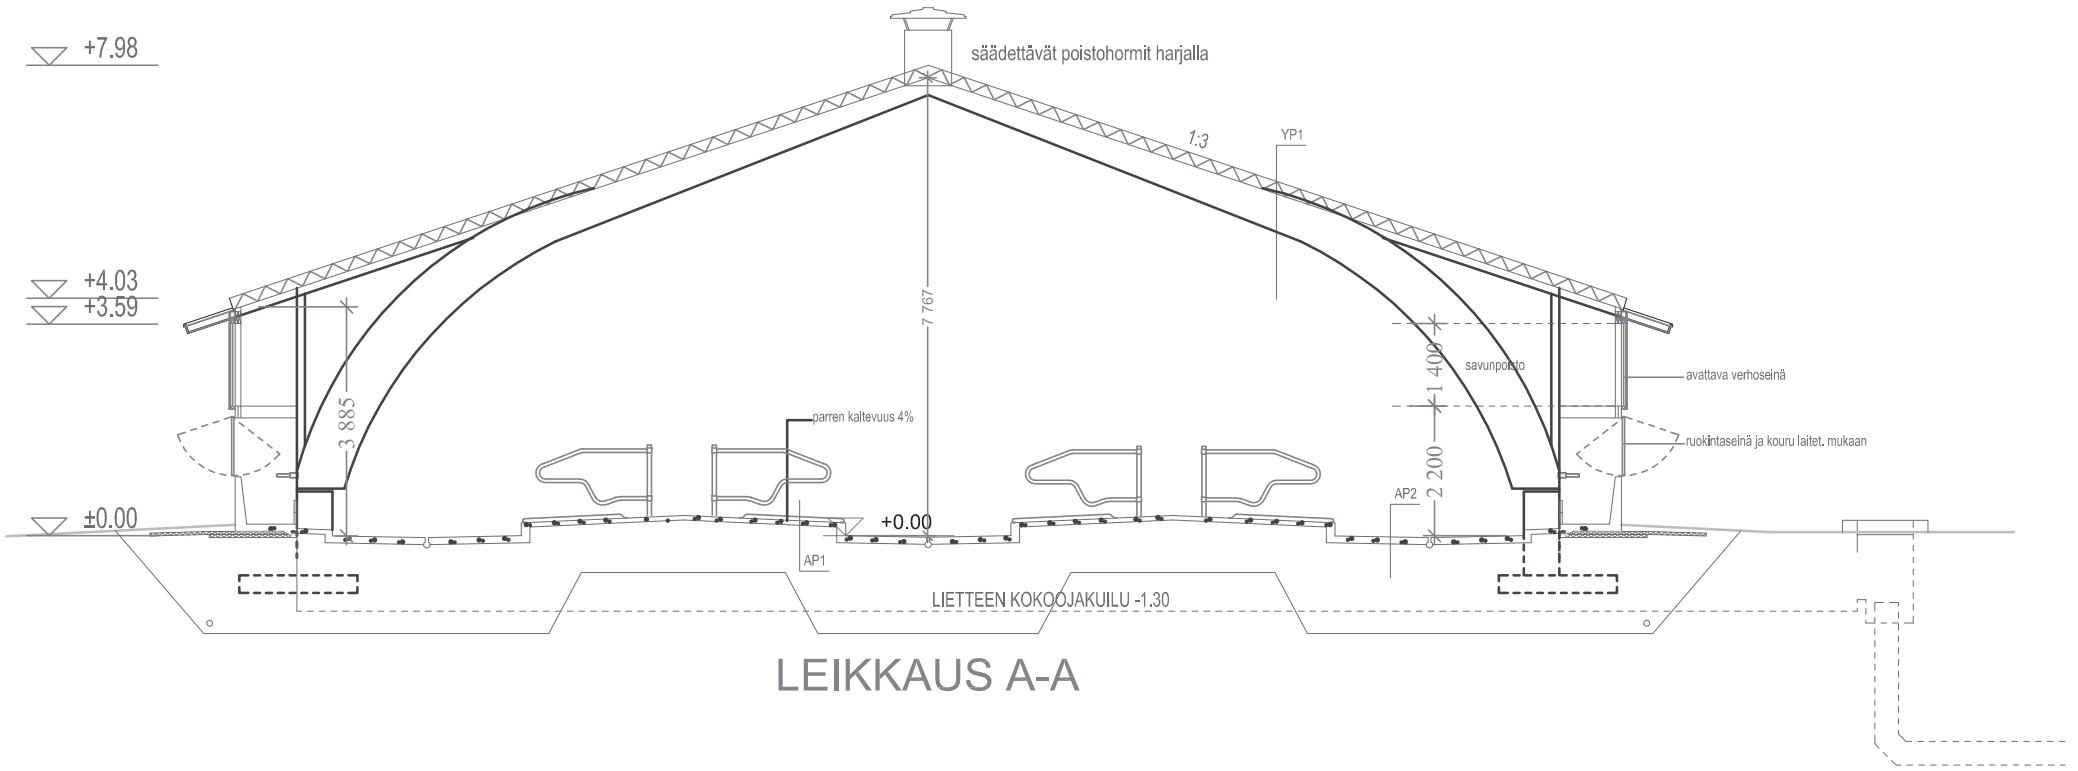 +7.98
säädettävät poistohormit harjalla
1:3
YP1
+4.03
+3.59
7 767
1 400
savunpoisto
avattava verhoseinä
3 885
parren kaltevuus 4%
ruokintaseinä ja kouru laitet. mukaan
2 200
AP2
±0.00
+0.00
AP1
LIETTEEN KOKOOJAKUILU -1.30
LEIKKAUS A-A